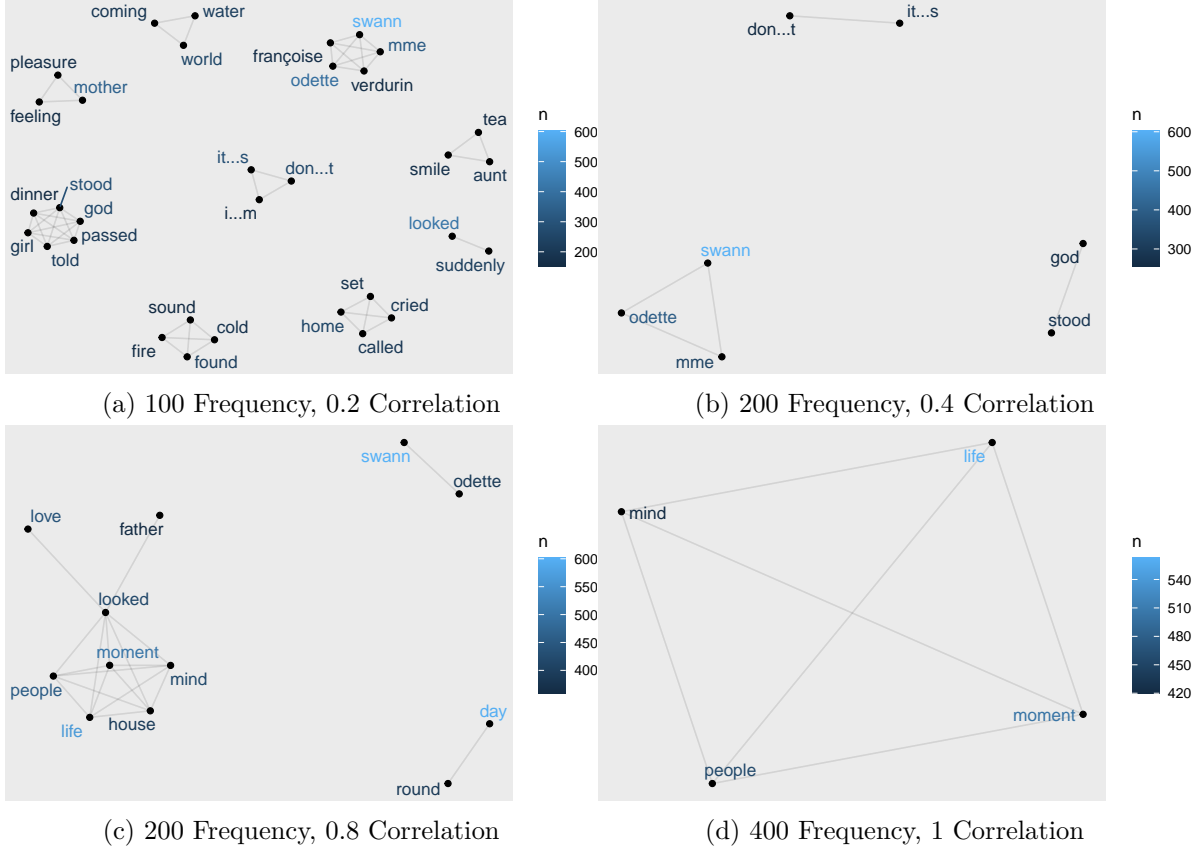 coming
water
world
swann
françoise
mme
odette
verdurin
pleasure
mother
feeling
tea
smile
aunt
it...s
don...t
i...m
dinner
stood
god
girl
passed
told
looked
suddenly
set
cried
home
called
sound
cold
fire
found
n
600
500
400
300
200
(a) 100 Frequency, 0.2 Correlation
it...s
don...t
swann
odette
mme
god
stood
n
600
500
400
300
(b) 200 Frequency, 0.4 Correlation
swann
odette
love
father
looked
moment
people
mind
life
house
day
round
n
600
550
500
450
400
(c) 200 Frequency, 0.8 Correlation
life
mind
moment
people
n
540
510
480
450
420
(d) 400 Frequency, 1 Correlation